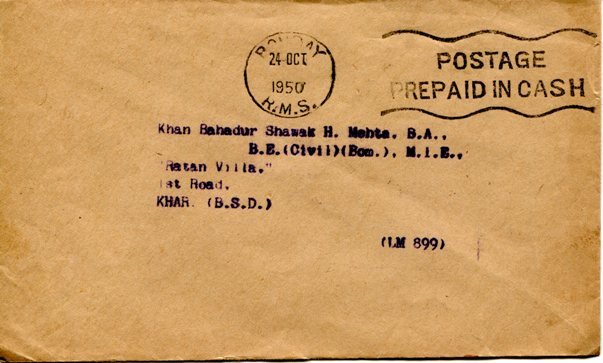 BOMBAY
24-OCT
1950
R.M.S.
POSTAGE
PREPAID IN CASH
Khan Bahadur Shawak H. Mehta, B.A.,
B.E.(Civil)(Bom.), M.I.E.,
"Ratan Villa,"
1st Road,
KHAR. (B.S.D.)
(LM 899)